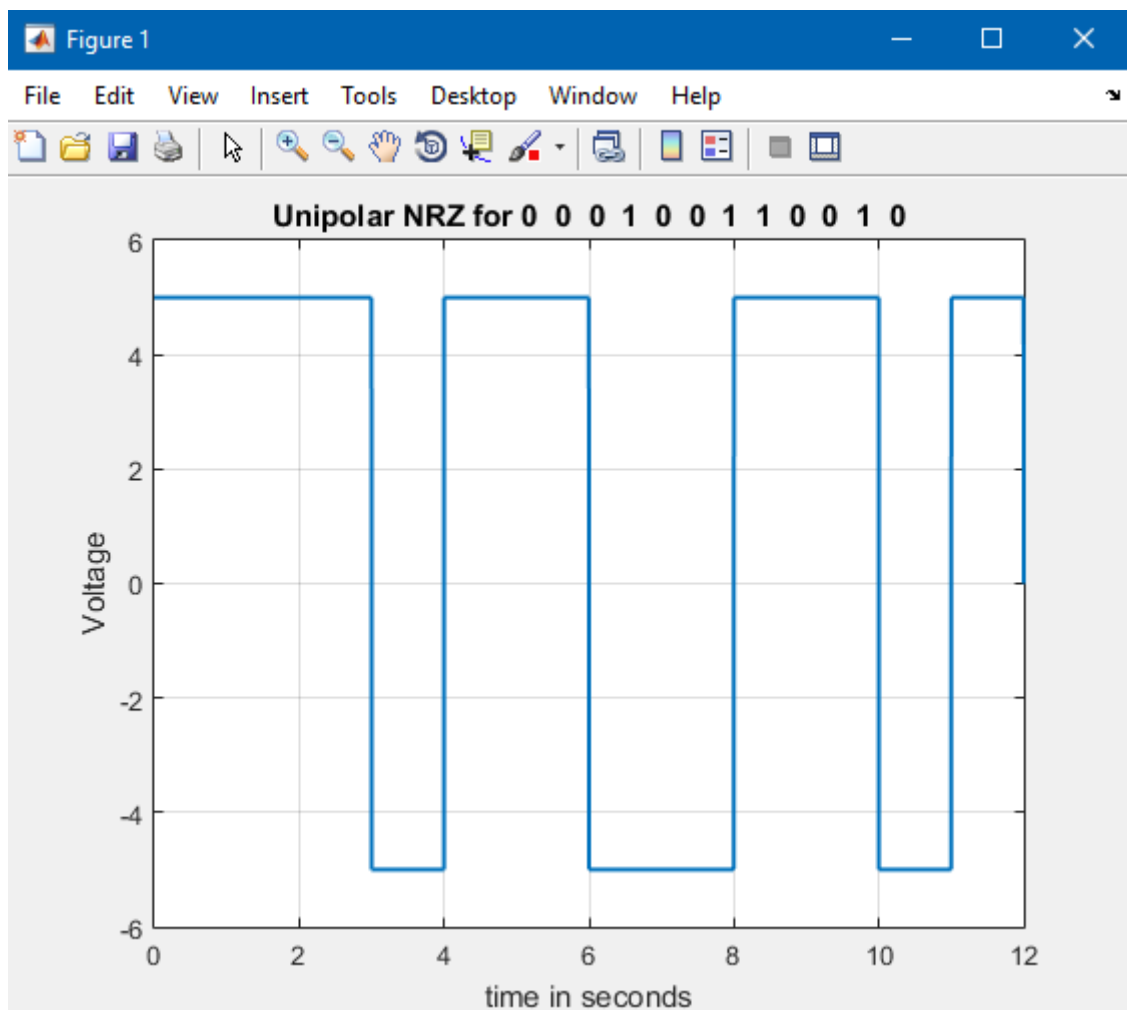 Figure 1
File Edit View Insert Tools Desktop Window Help
Unipolar NRZ for 0 0 0 1 0 0 1 1 0 0 1 0
6
4
2
0
-2
-4
-6
Voltage
0 2 4 6 8 10 12
time in seconds